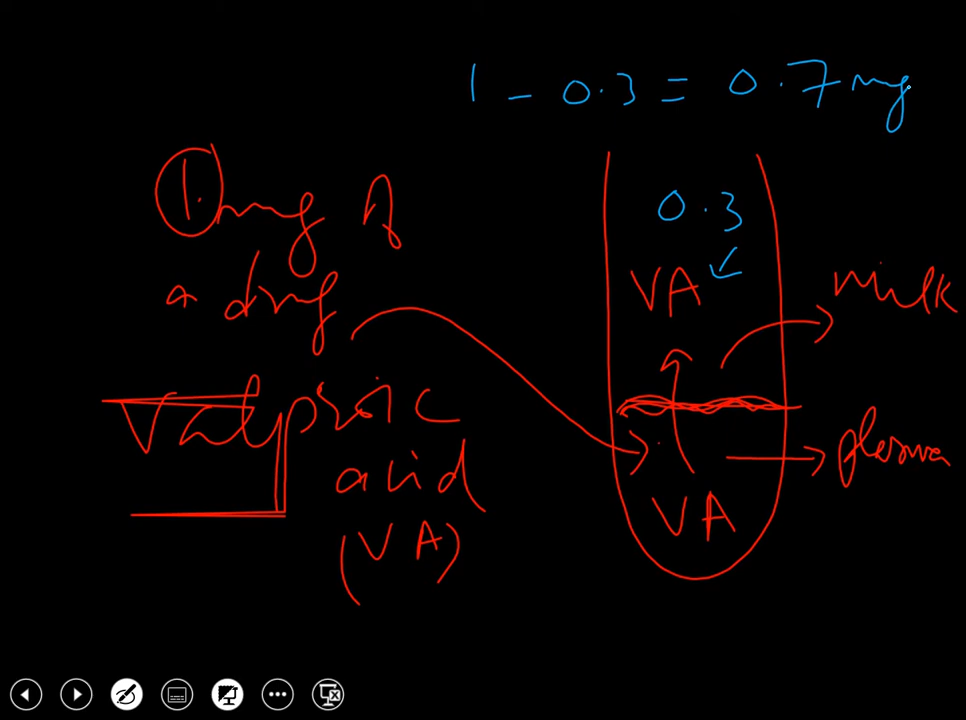 1 - 0.3 = 0.7 mg
1 mg of
a drug
Valproic
acid
(VA)
0.3
VA
milk
plasma
VA